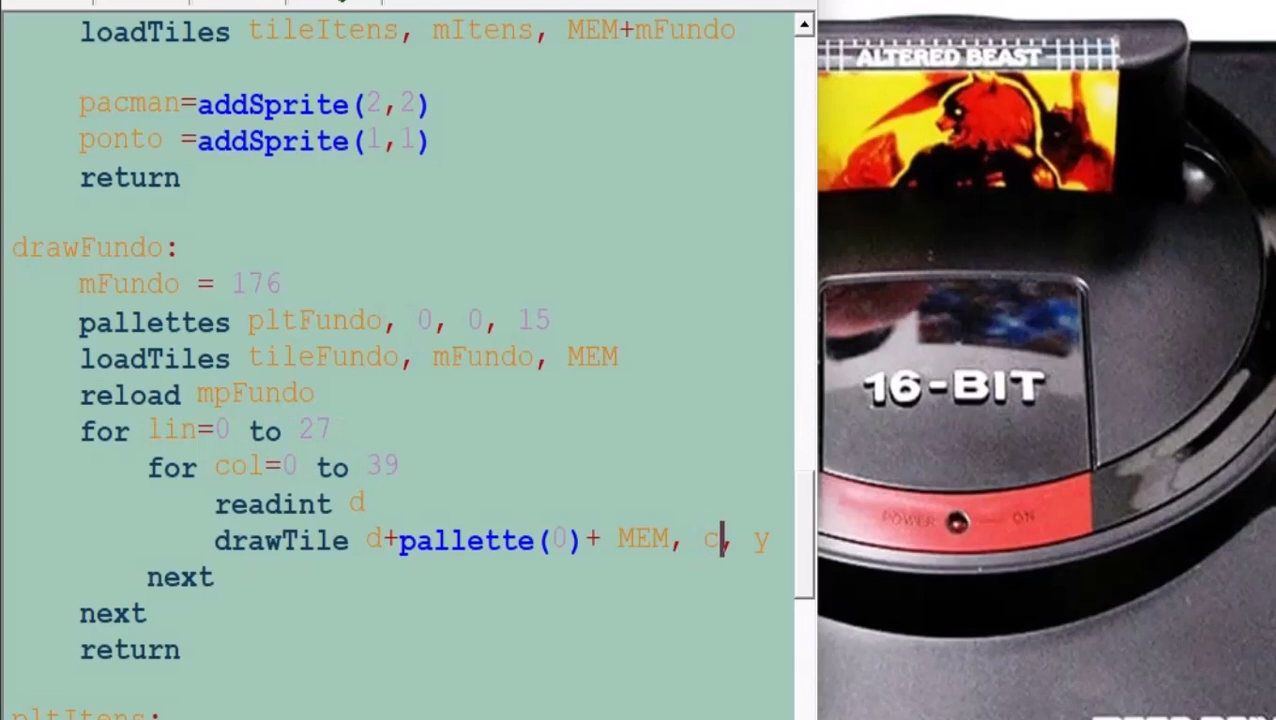 loadTiles tileItens, mItens, MEM+mFundo
pacman=addSprite(2,2)
ponto =addSprite(1,1)
return
drawFundo:
mFundo = 176
pallettes pltFundo, 0, 0, 15
loadTiles tileFundo, mFundo, MEM
reload mpFundo
for lin=0 to 27
for col=0 to 39
readint d
drawTile d+pallette(0)+ MEM, c, y
next
next
return
pltItens:
ALTERED BEAST
16-BIT
POWER ON